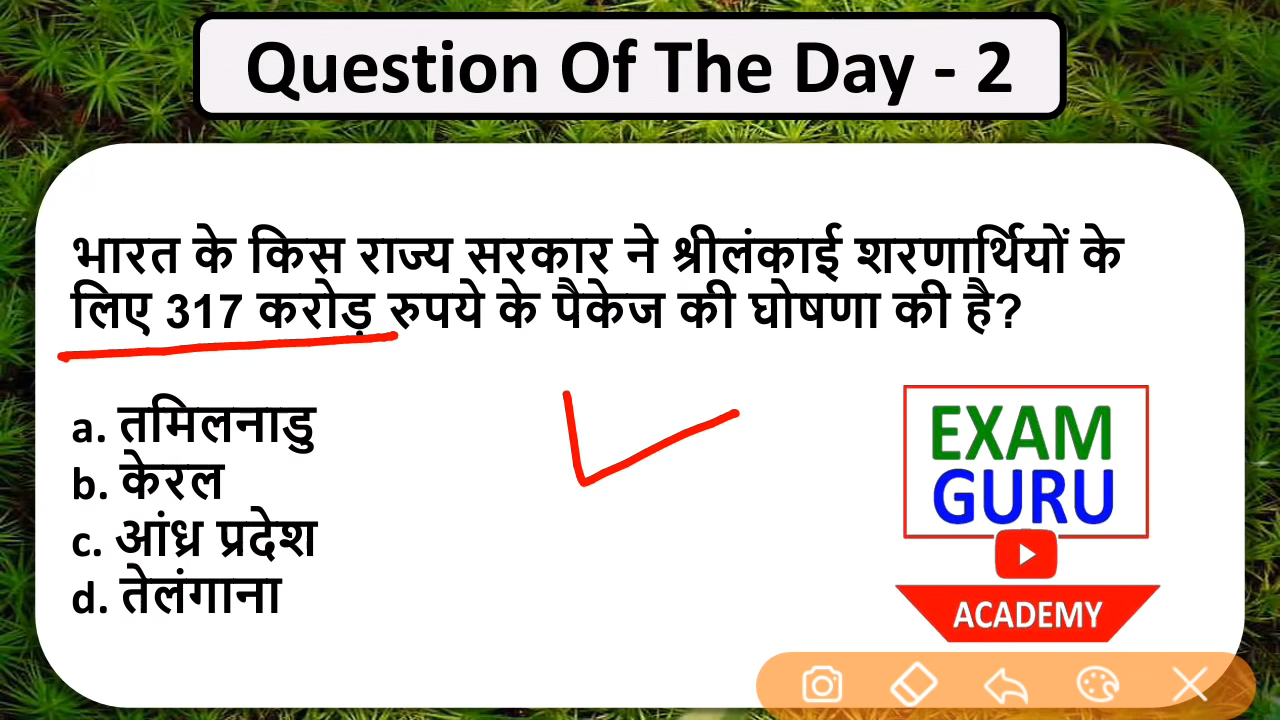 Question Of The Day - 2
भारत के किस राज्य सरकार ने श्रीलंकाई शरणार्थियों के
लिए 317 करोड़ रुपये के पैकेज की घोषणा की है?
a. तमिलनाडु
b. केरल
c. आंध्र प्रदेश
d. तेलंगाना
EXAM
GURU
ACADEMY